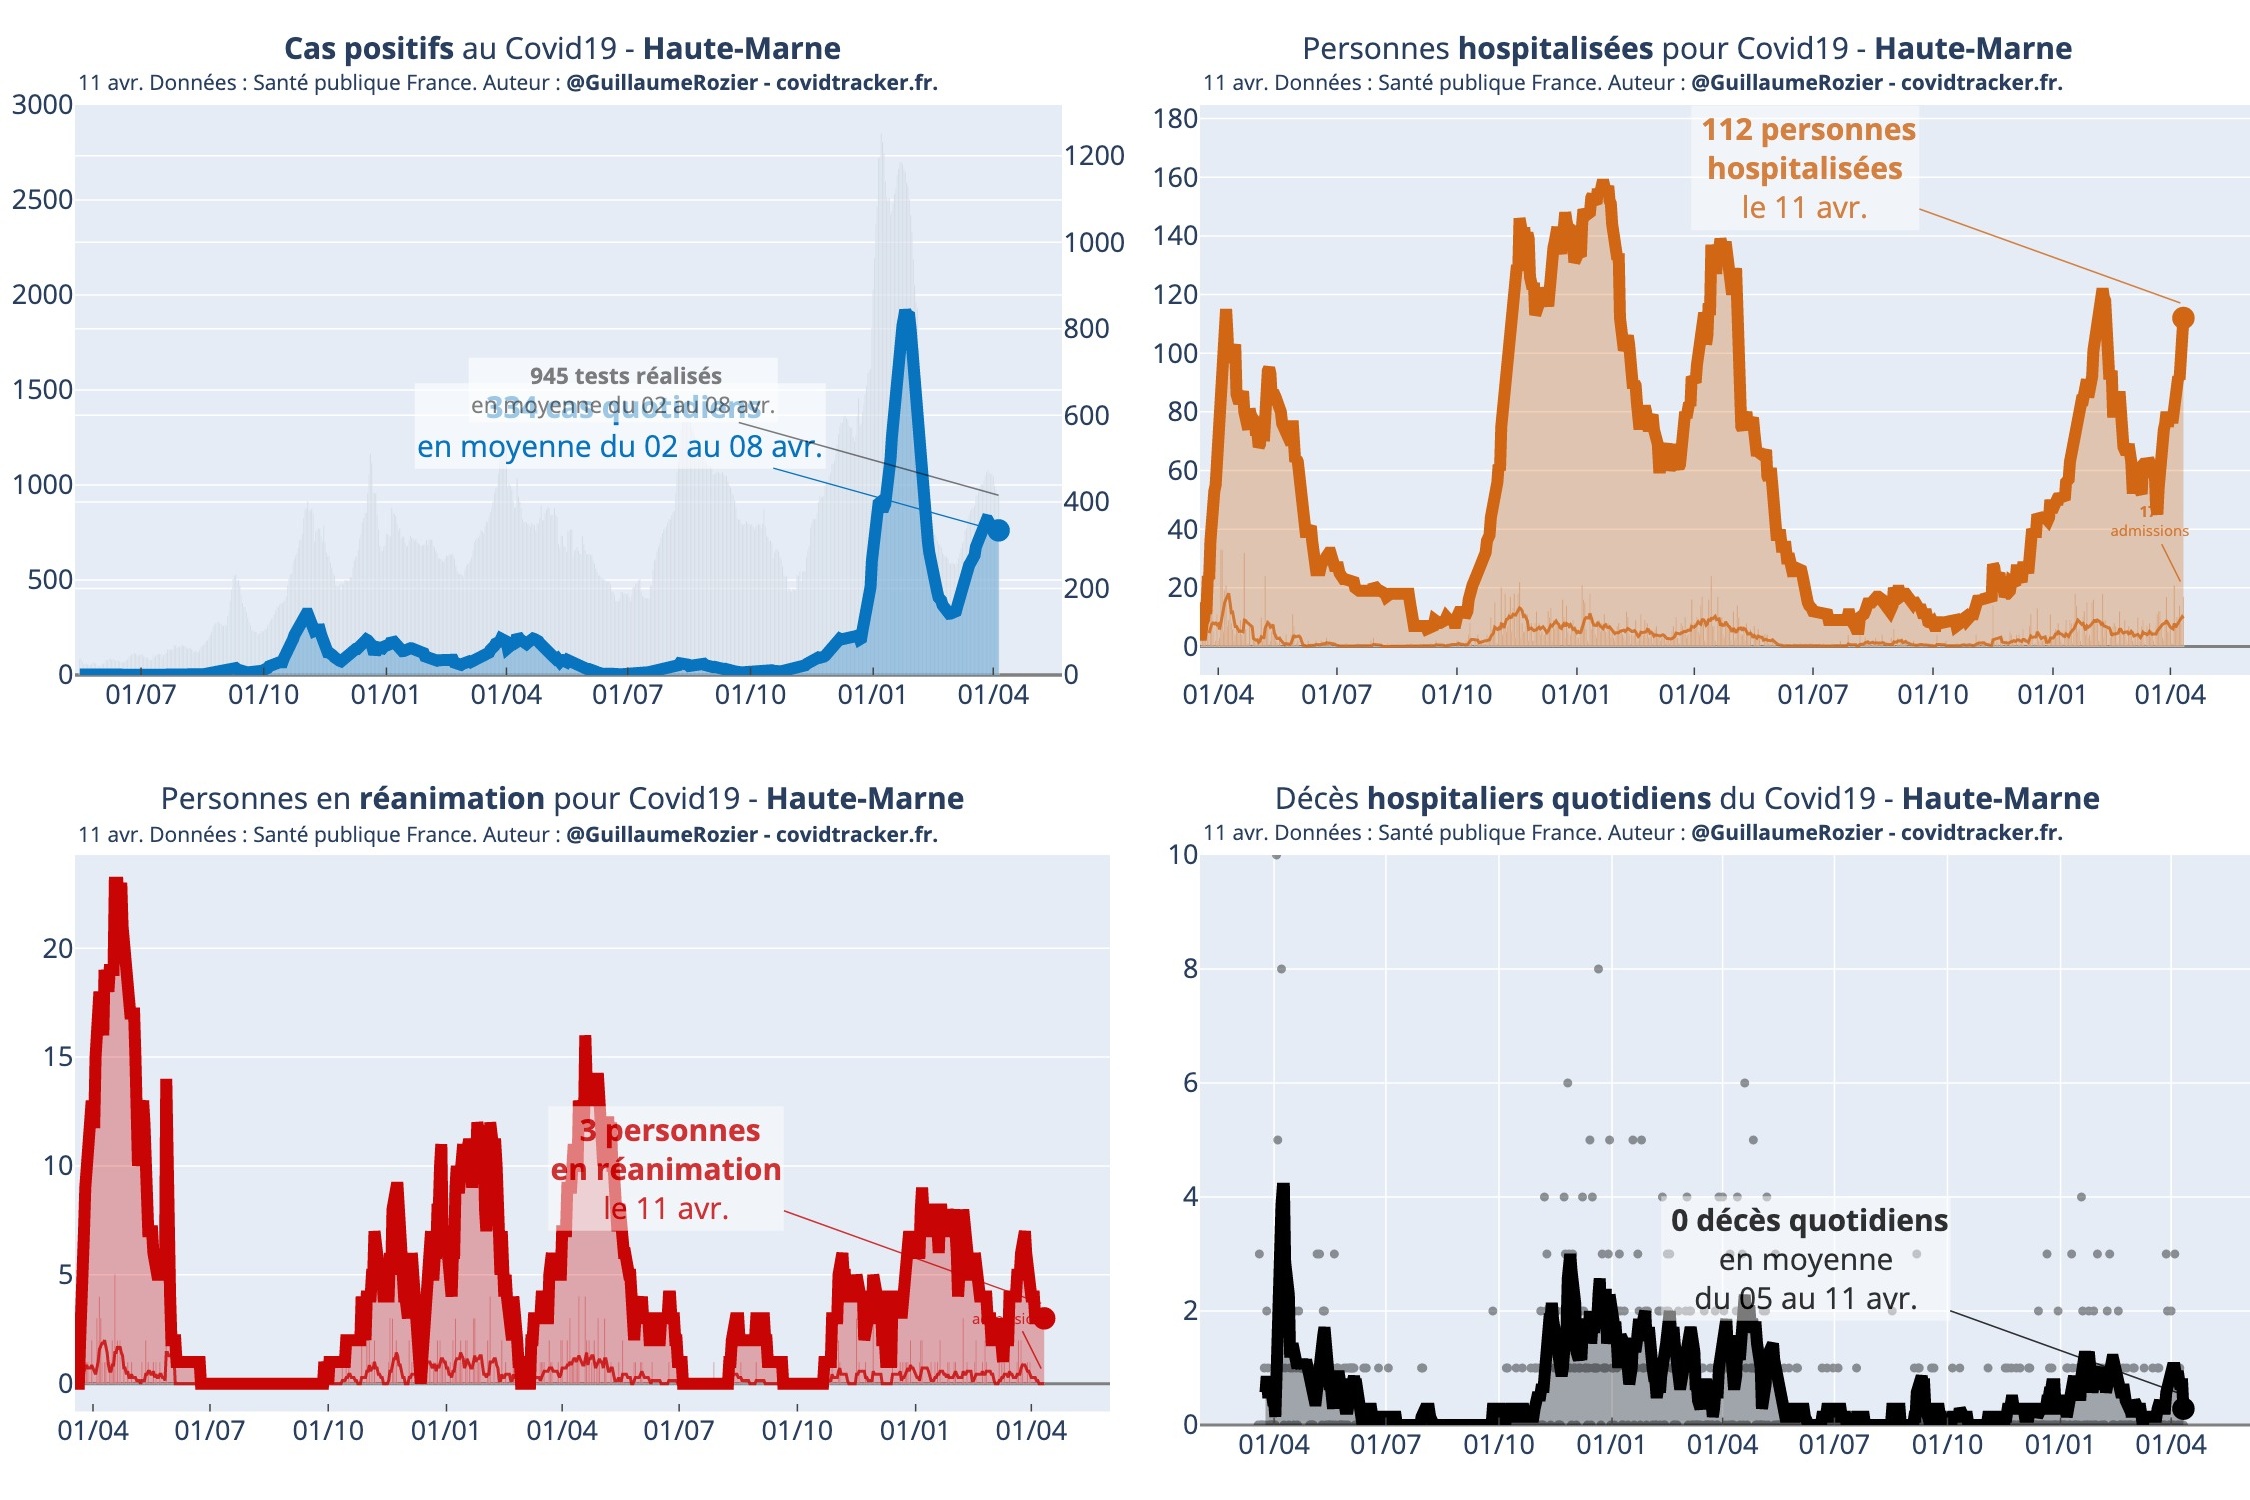 Cas positifs au Covid19 - Haute-Marne
11 avr. Données : Santé publique France. Auteur : @GuillaumeRozier - covidtracker.fr.
3000
2500
2000
1500
1000
500
0
1200
1000
800
600
400
200
0
945 tests réalisés
en moyenne du 02 au 08 avr.
334 cas quotidiens
en moyenne du 02 au 08 avr.
01/07 01/10 01/01 01/04 01/07 01/10 01/01 01/04
Personnes hospitalisées pour Covid19 - Haute-Marne
11 avr. Données : Santé publique France. Auteur : @GuillaumeRozier - covidtracker.fr.
180
160
140
120
100
80
60
40
20
0
112 personnes
hospitalisées
le 11 avr.
admissions
01/04 01/07 01/10 01/01 01/04 01/07 01/10 01/01 01/04
Personnes en réanimation pour Covid19 - Haute-Marne
11 avr. Données : Santé publique France. Auteur : @GuillaumeRozier - covidtracker.fr.
20
15
10
5
0
3 personnes
en réanimation
le 11 avr.
01/04 01/07 01/10 01/01 01/04 01/07 01/10 01/01 01/04
Décès hospitaliers quotidiens du Covid19 - Haute-Marne
11 avr. Données : Santé publique France. Auteur : @GuillaumeRozier - covidtracker.fr.
10
8
6
4
2
0
0 décès quotidiens
en moyenne
du 05 au 11 avr.
01/04 01/07 01/10 01/01 01/04 01/07 01/10 01/01 01/04